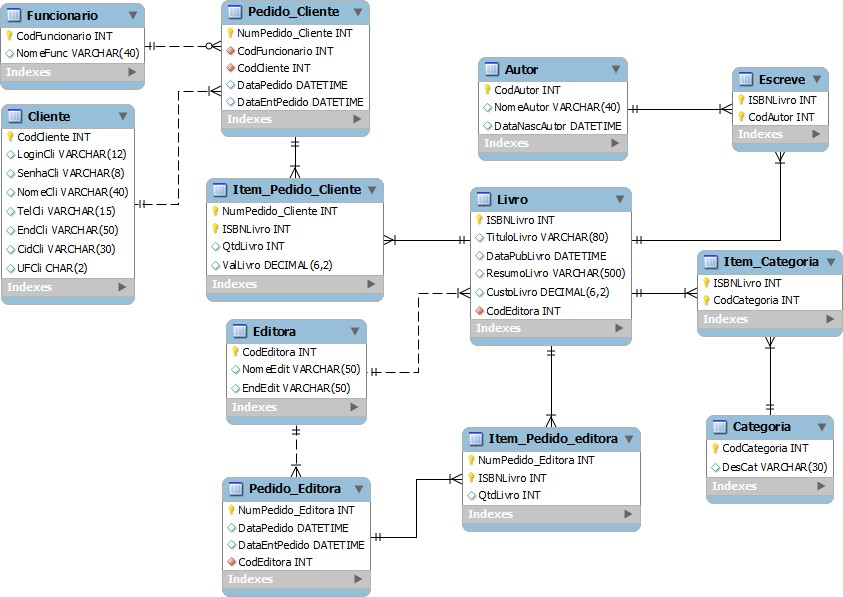 Funcionario
CodFuncionario INT
NomeFunc VARCHAR(40)
Indexes
Pedido_Cliente
NumPedido_Cliente INT
CodFuncionario INT
CodCliente INT
DataPedido DATETIME
DataEntPedido DATETIME
Indexes
Cliente
CodCliente INT
LoginCli VARCHAR(12)
SenhaCli VARCHAR(8)
NomeCli VARCHAR(40)
TelCli VARCHAR(15)
EndCli VARCHAR(50)
CidCli VARCHAR(30)
UFCli CHAR(2)
Indexes
Item_Pedido_Cliente
NumPedido_Cliente INT
ISBNLivro INT
QtdLivro INT
ValLivro DECIMAL(6,2)
Indexes
Autor
CodAutor INT
NomeAutor VARCHAR(40)
DataNascAutor DATETIME
Indexes
Escreve
ISBNLivro INT
CodAutor INT
Indexes
Livro
ISBNLivro INT
TituloLivro VARCHAR(80)
DataPubLivro DATETIME
ResumoLivro VARCHAR(500)
CustoLivro DECIMAL(6,2)
CodEditora INT
Indexes
Item_Categoria
ISBNLivro INT
CodCategoria INT
Indexes
Editora
CodEditora INT
NomeEdit VARCHAR(50)
EndEdit VARCHAR(50)
Indexes
Categoria
CodCategoria INT
DesCat VARCHAR(30)
Indexes
Item_Pedido_editora
NumPedido_Editora INT
ISBNLivro INT
QtdLivro INT
Indexes
Pedido_Editora
NumPedido_Editora INT
DataPedido DATETIME
DataEntPedido DATETIME
CodEditora INT
Indexes